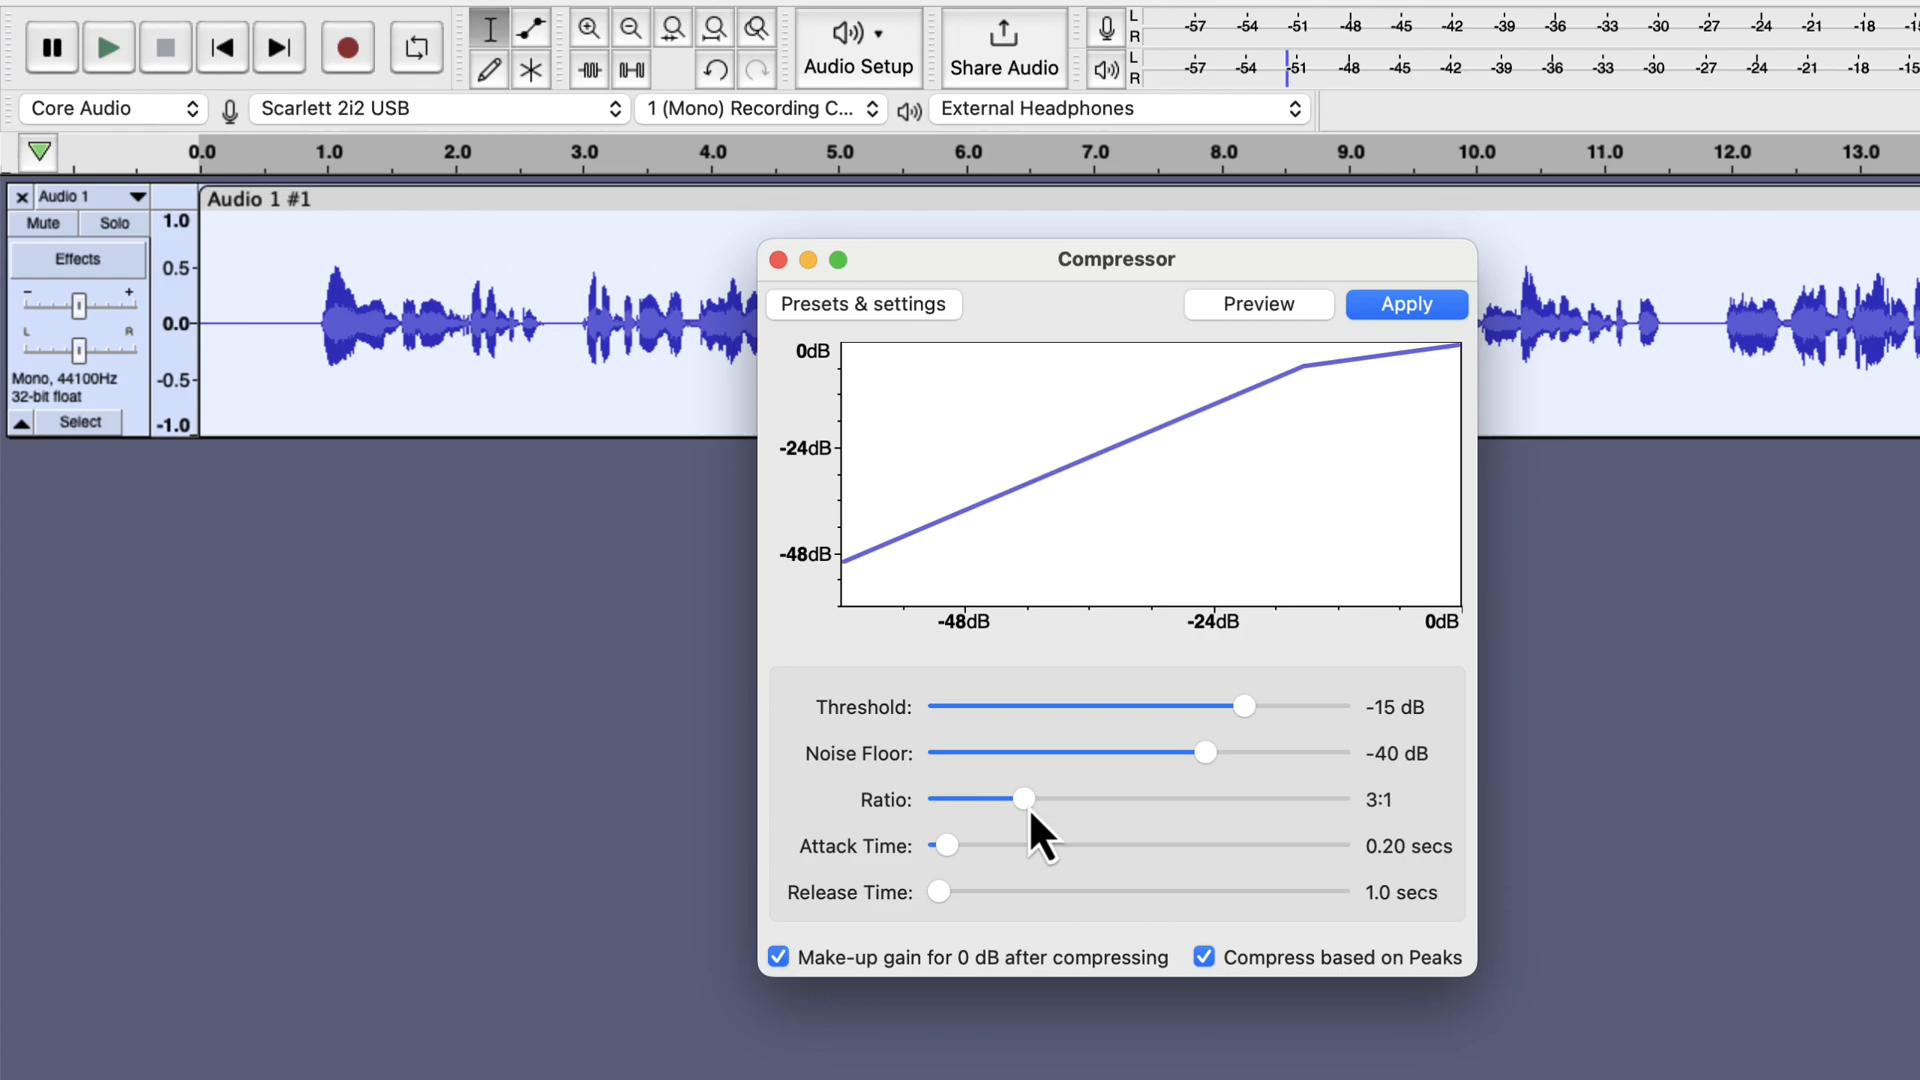 L
R
-57 -54 -51 -48 -45 -42 -39 -36 -33 -30 -27 -24 -21 -18
Audio Setup
Share Audio
L
R
-57 -54 -51 -48 -45 -42 -39 -36 -33 -30 -27 -24 -21 -18 -15
Core Audio
Scarlett 2i2 USB
1 (Mono) Recording C...
External Headphones
0.0 1.0 2.0 3.0 4.0 5.0 6.0 7.0 8.0 9.0 10.0 11.0 12.0 13.0
Audio 1
Audio 1 #1
Mute Solo
Effects
- +
L R
Mono, 44100Hz
32-bit float
Select
1.0
0.5
0.0
-0.5
-1.0
Compressor
Presets & settings
Preview
Apply
0dB
-24dB
-48dB
-48dB -24dB 0dB
Threshold: -15 dB
Noise Floor: -40 dB
Ratio: 3:1
Attack Time: 0.20 secs
Release Time: 1.0 secs
Make-up gain for 0 dB after compressing
Compress based on Peaks